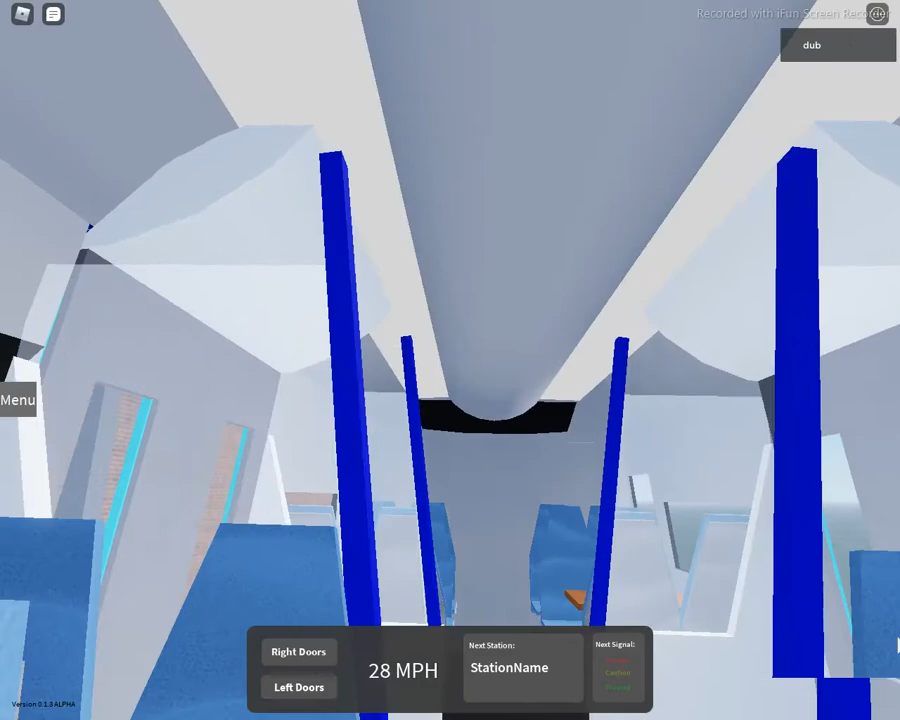 Recorded with iFun Screen Recorder
dub
Menu
Right Doors
Left Doors
28 MPH
Next Station:
StationName
Next Signal:
Caution
Version 0.1.3 ALPHA